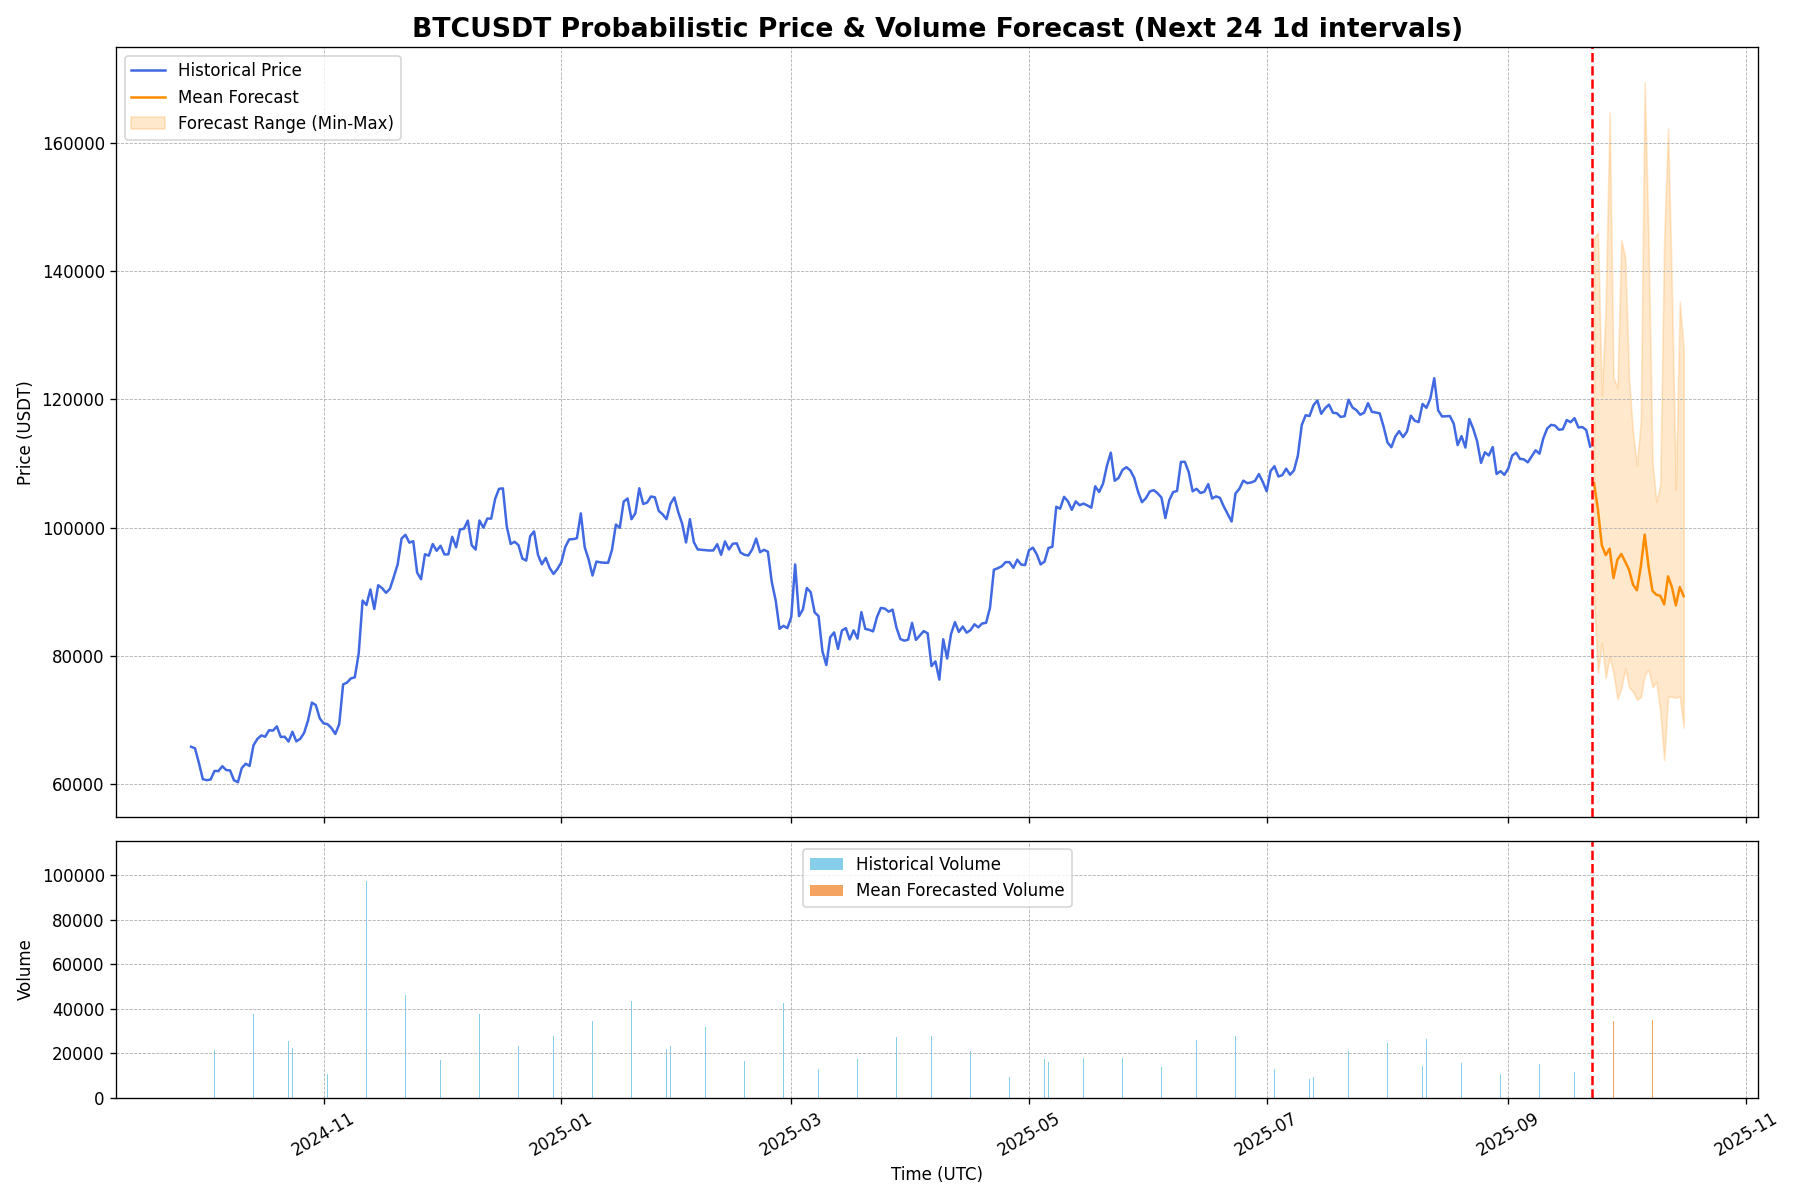 BTCUSDT Probabilistic Price & Volume Forecast (Next 24 1d intervals)
Historical Price
Mean Forecast
Forecast Range (Min-Max)
160000
140000
120000
100000
80000
60000
Price (USDT)
Historical Volume
Mean Forecasted Volume
100000
80000
60000
40000
20000
0
Volume
2024-11
2025-01
2025-03
2025-05
2025-07
2025-09
2025-11
Time (UTC)